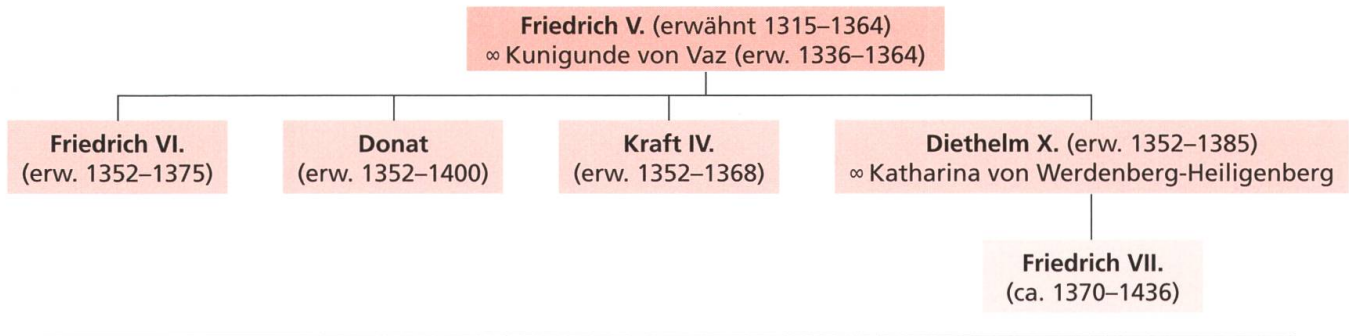 Friedrich V. (erwähnt 1315–1364)
∞ Kunigunde von Vaz (erw. 1336–1364)
Friedrich VI.
(erw. 1352–1375)
Donat
(erw. 1352–1400)
Kraft IV.
(erw. 1352–1368)
Diethelm X. (erw. 1352–1385)
∞ Katharina von Werdenberg-Heiligenberg
Friedrich VII.
(ca. 1370–1436)